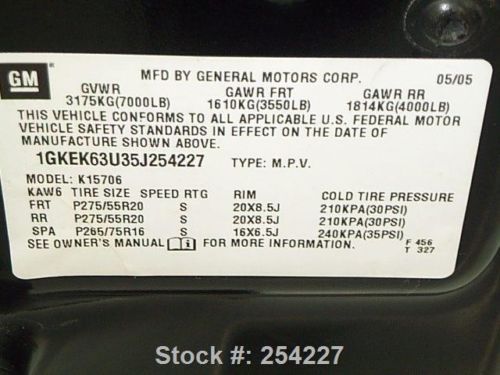 GM
MFD BY GENERAL MOTORS CORP. 05/05
GVWR GAWR FRT GAWR RR
3175KG(7000LB) 1610KG(3550LB) 1814KG(4000LB)
THIS VEHICLE CONFORMS TO ALL APPLICABLE U.S. FEDERAL MOTOR
VEHICLE SAFETY STANDARDS IN EFFECT ON THE DATE OF
MANUFACTURE SHOWN ABOVE.
1GKEK63U35J254227 TYPE: M.P.V.
MODEL: K15706
KAW6 TIRE SIZE SPEED RTG RIM COLD TIRE PRESSURE
FRT P275/55R20 S 20X8.5J 210KPA(30PSI)
RR P275/55R20 S 20X8.5J 210KPA(30PSI)
SPA P265/75R16 S 16X6.5J 240KPA(35PSI)
SEE OWNER'S MANUAL FOR MORE INFORMATION. F 456
T 327
Stock #: 254227